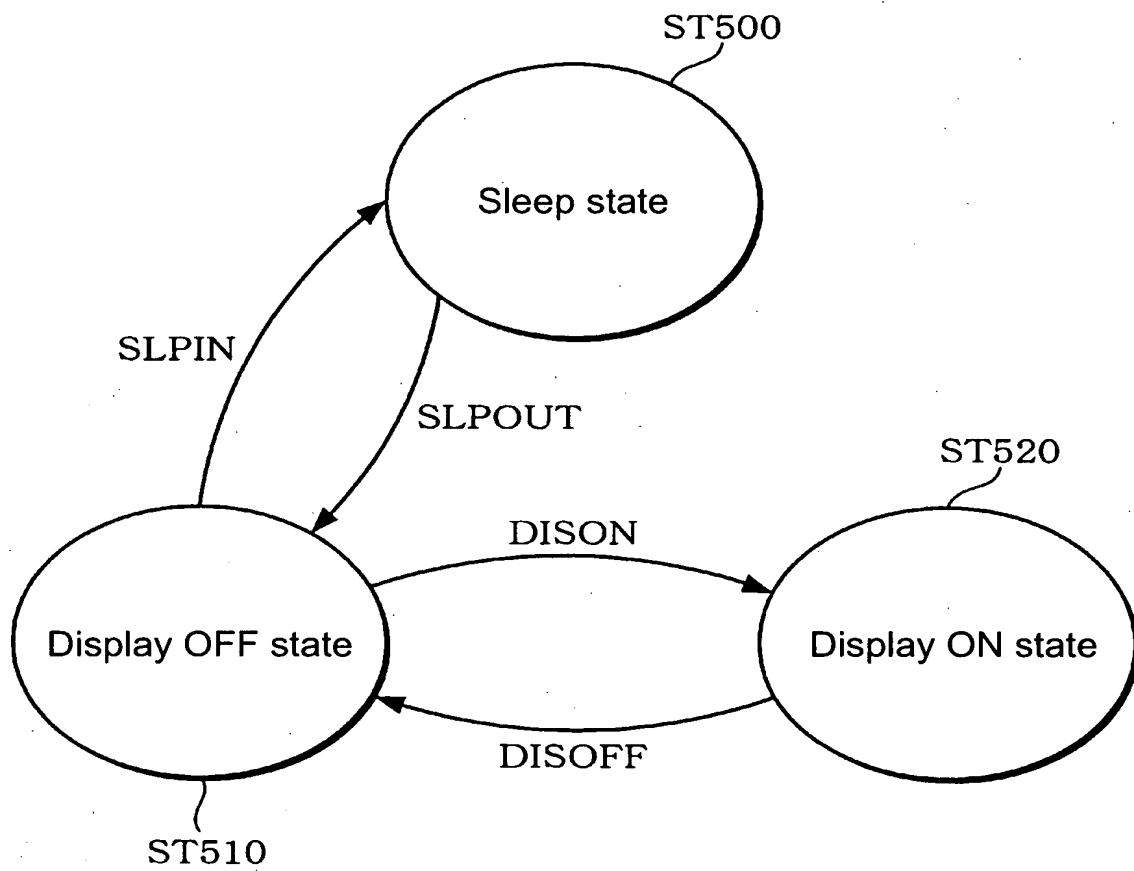 ST500
Sleep state
SLPIN
SLPOUT
ST520
DISON
Display OFF state
Display ON state
DISOFF
ST510